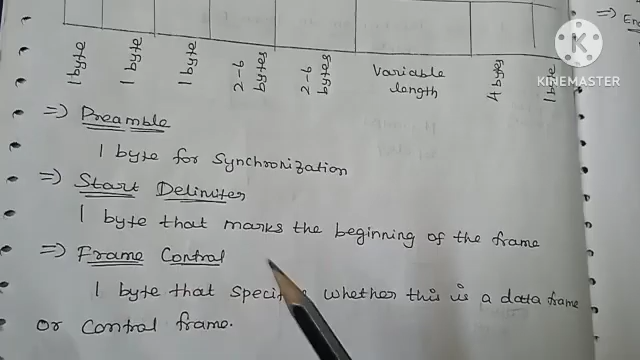 ⇒ En
1 byte
1 byte
1 byte
2-6 bytes
2-6 bytes
Variable length
4 bytes
1 byte
KINEMASTER
⇒ Preamble
1 byte for synchronization
⇒ Start Delimiter
1 byte that marks the beginning of the frame
⇒ Frame Control
1 byte that whether this is a data frame
or control frame.